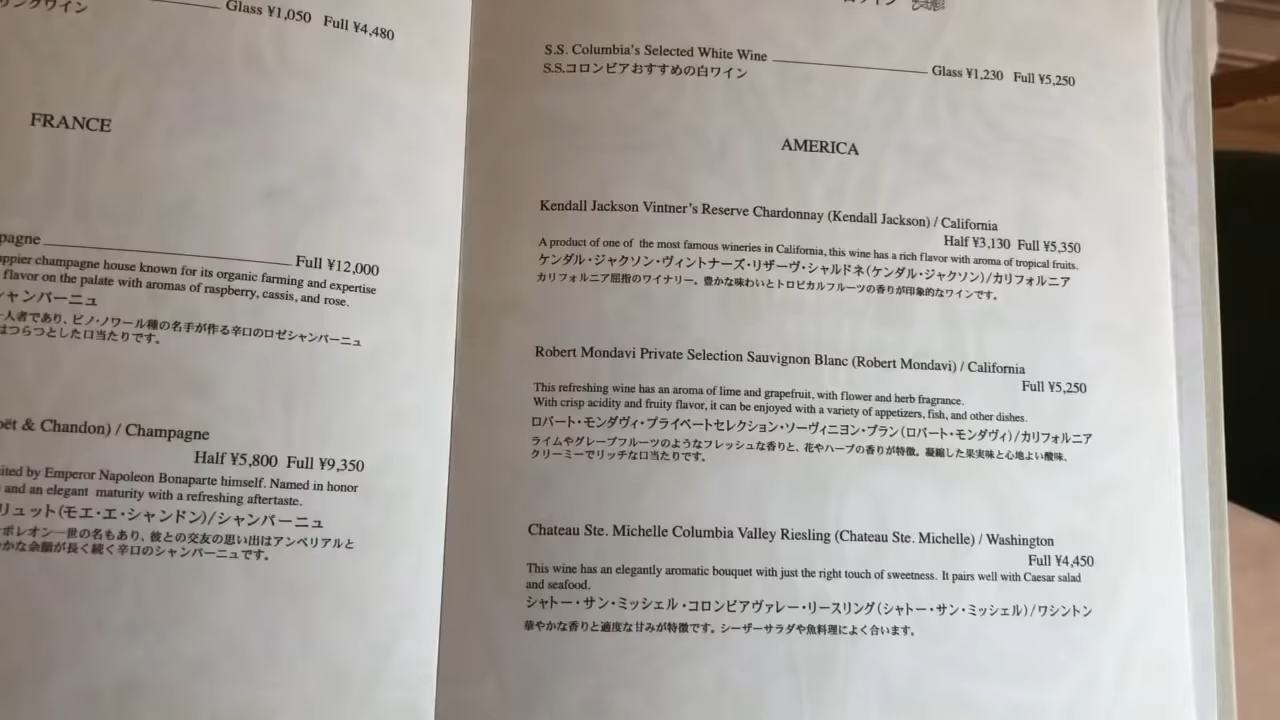 Glass ¥1,050 Full ¥4,480
FRANCE
Full ¥12,000
champagne house known for its organic farming and expertise
flavor on the palate with aromas of raspberry, cassis, and rose.
シャンパーニュ
人者であり、ピノ・ノワール種の名手が作る辛口のロゼシャンパーニュ
はつらつとした口当たりです。
& Chandon) / Champagne
Half ¥5,800 Full ¥9,350
by Emperor Napoleon Bonaparte himself. Named in honor
and an elegant maturity with a refreshing aftertaste.
リュット(モエ・エ・シャンドン)/シャンパーニュ
ポレオン一世の名もあり、彼との交友の思い出はアンペリアルと
かな余韻が長く続く辛口のシャンパーニュです。
S.S. Columbia's Selected White Wine Glass ¥1,230 Full ¥5,250
S.S.コロンビアおすすめの白ワイン
AMERICA
Kendall Jackson Vintner's Reserve Chardonnay (Kendall Jackson) / California
Half ¥3,130 Full ¥5,350
A product of one of the most famous wineries in California, this wine has a rich flavor with aroma of tropical fruits.
ケンダル・ジャクソン・ヴィントナーズ・リザーヴ・シャルドネ(ケンダル・ジャクソン)/カリフォルニア
カリフォルニア屈指のワイナリー。豊かな味わいとトロピカルフルーツの香りが印象的なワインです。
Robert Mondavi Private Selection Sauvignon Blanc (Robert Mondavi) / California
Full ¥5,250
This refreshing wine has an aroma of lime and grapefruit, with flower and herb fragrance.
With crisp acidity and fruity flavor, it can be enjoyed with a variety of appetizers, fish, and other dishes.
ロバート・モンダヴィ・プライベートセレクション・ソーヴィニヨン・ブラン(ロバート・モンダヴィ)/カリフォルニア
ライムやグレープフルーツのようなフレッシュな香りと、花やハーブの香りが特徴。凝縮した果実味と心地よい酸味、
クリーミーでリッチな口当たりです。
Chateau Ste. Michelle Columbia Valley Riesling (Chateau Ste. Michelle) / Washington
Full ¥4,450
This wine has an elegantly aromatic bouquet with just the right touch of sweetness. It pairs well with Caesar salad
and seafood.
シャトー・サン・ミッシェル・コロンビアヴァレー・リースリング(シャトー・サン・ミッシェル)/ワシントン
華やかな香りと適度な甘みが特徴です。シーザーサラダや魚料理によく合います。